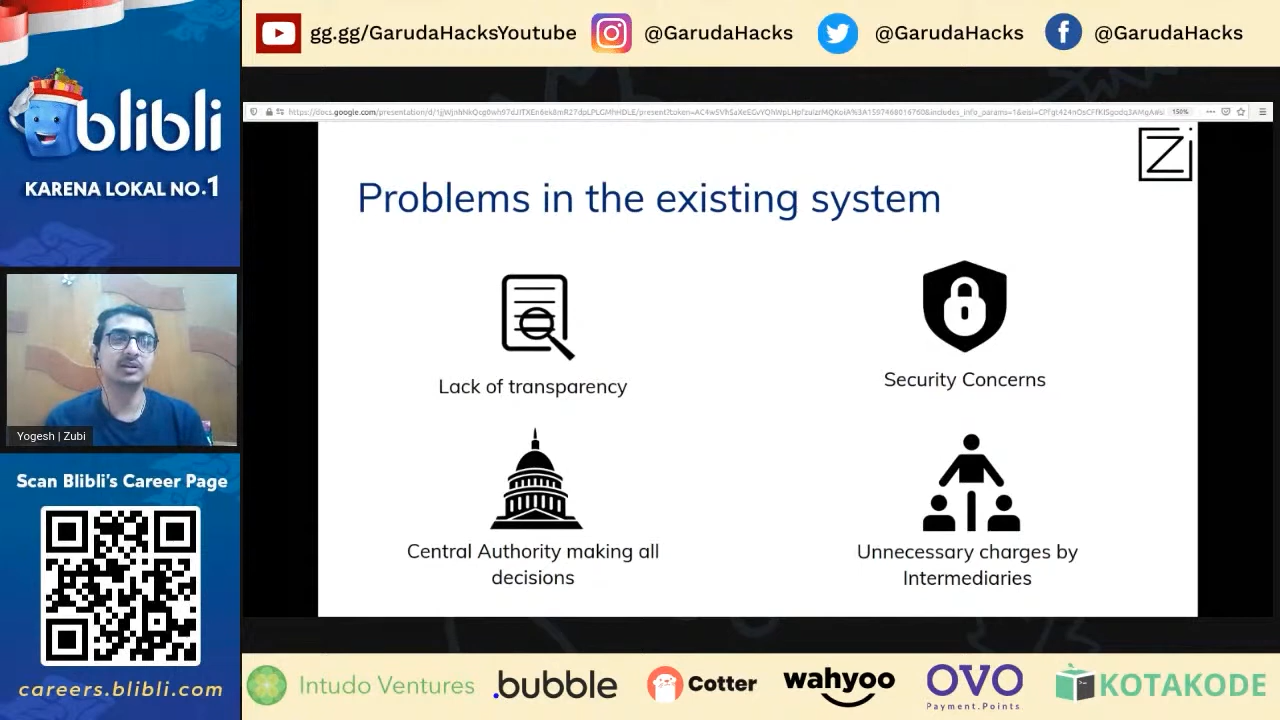 gg.gg/GarudaHacksYoutube
@GarudaHacks
@GarudaHacks
@GarudaHacks
blibli
KARENA LOKAL NO.1
150%
Problems in the existing system
Lack of transparency
Security Concerns
Central Authority making all
decisions
Unnecessary charges by
Intermediaries
Yogesh | Zubi
Scan Blibli's Career Page
careers.blibli.com
Intudo Ventures
.bubble
Cotter
wahyoo
OVO
Payment.Points
KOTAKODE